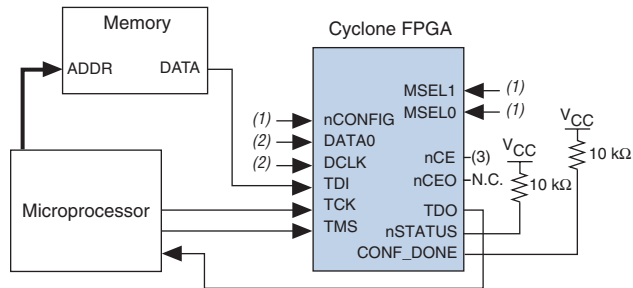 Memory
ADDR
DATA
Microprocessor
Cyclone FPGA
(1) nCONFIG
(2) DATA0
(2) DCLK
TDI
TCK
TMS
MSEL1 (1)
MSEL0 (1)
nCE (3)
nCEO N.C.
TDO
nSTATUS
CONF_DONE
VCC
10 kΩ
VCC
10 kΩ